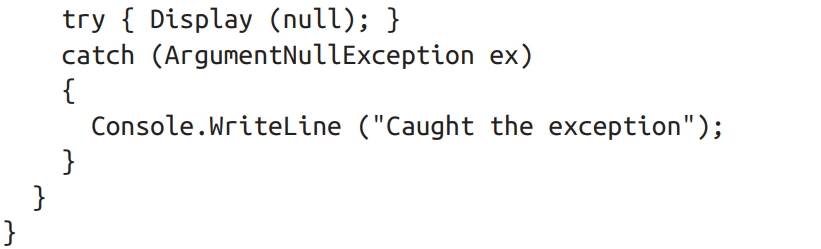 try { Display (null); }
catch (ArgumentNullException ex)
{
Console.WriteLine ("Caught the exception");
}
}
}